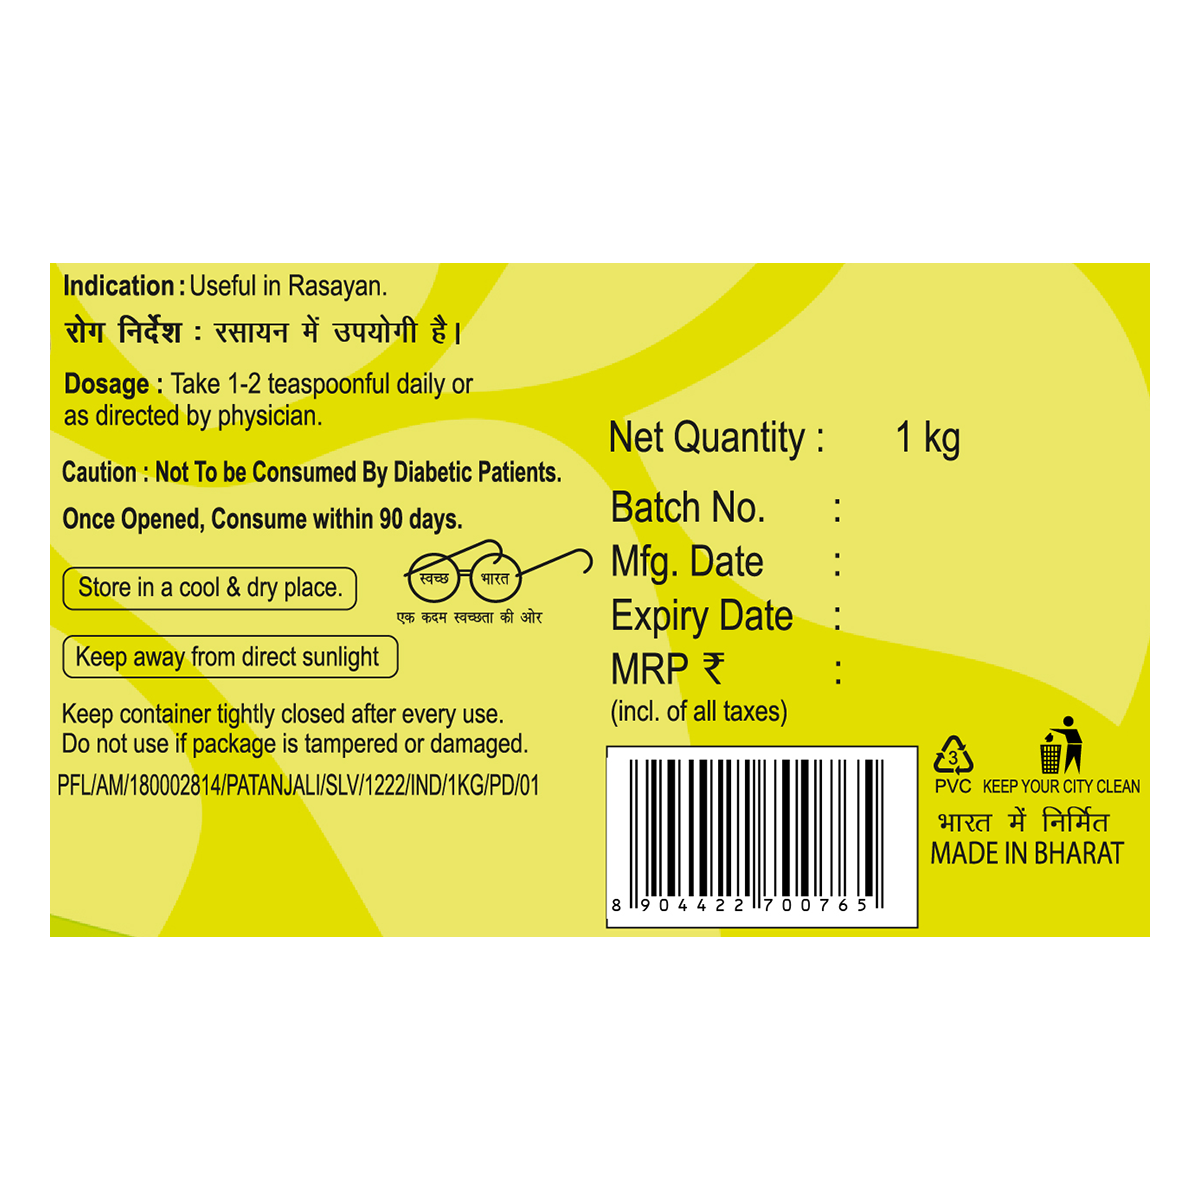 Indication : Useful in Rasayan.
रोग निर्देश : रसायन में उपयोगी है।
Dosage : Take 1-2 teaspoonful daily or
as directed by physician.
Caution : Not To be Consumed By Diabetic Patients.
Once Opened, Consume within 90 days.
Store in a cool & dry place.
स्वच्छ भारत
एक कदम स्वच्छता की ओर
Keep away from direct sunlight
Keep container tightly closed after every use.
Do not use if package is tampered or damaged.
PFL/AM/180002814/PATANJALI/SLV/1222/IND/1KG/PD/01
Net Quantity : 1 kg
Batch No. :
Mfg. Date :
Expiry Date :
MRP ₹ :
(incl. of all taxes)
8 904422 700765
3
PVC
KEEP YOUR CITY CLEAN
भारत में निर्मित
MADE IN BHARAT